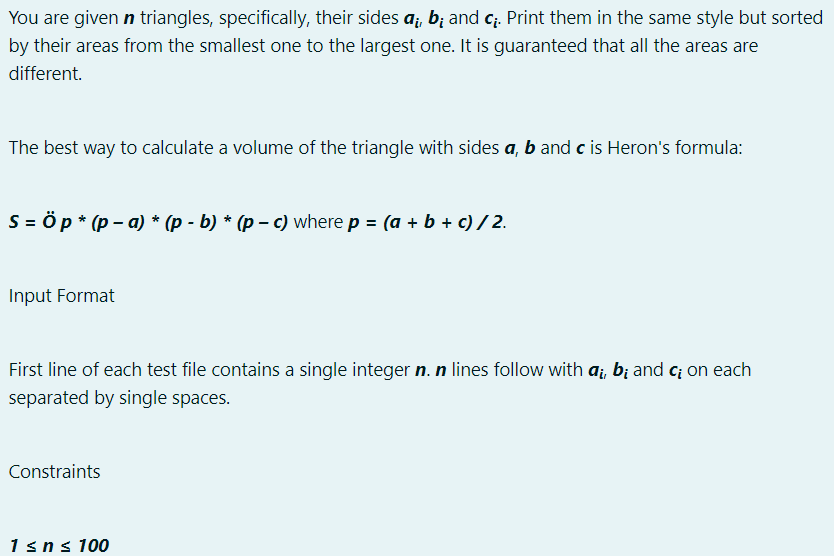 You are given n triangles, specifically, their sides aᵢ, bᵢ and cᵢ. Print them in the same style but sorted
by their areas from the smallest one to the largest one. It is guaranteed that all the areas are
different.
The best way to calculate a volume of the triangle with sides a, b and c is Heron's formula:
S = Ö p * (p – a) * (p - b) * (p – c) where p = (a + b + c) / 2.
Input Format
First line of each test file contains a single integer n. n lines follow with aᵢ, bᵢ and cᵢ on each
separated by single spaces.
Constraints
1 ≤ n ≤ 100